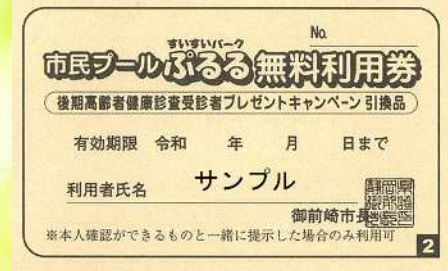 No.
すいすいパーク
市民プールぷるる無料利用券
後期高齢者健康診査受診者プレゼントキャンペーン 引換品
有効期限 令和 年 月 日まで
利用者氏名 サンプル
御前崎市長
※本人確認ができるものと一緒に提示した場合のみ利用可
2